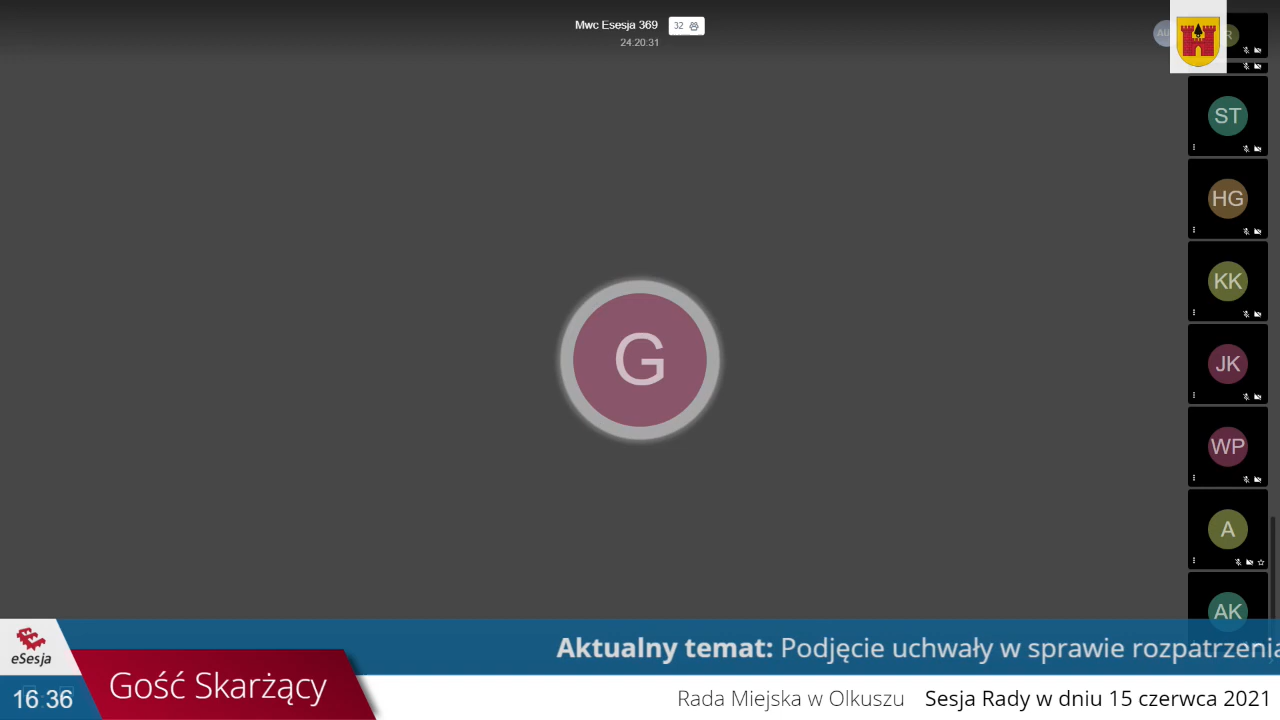 Mwc Esesja 369
32
24:20:31
AU
R
ST
HG
KK
JK
WP
A
AK
G
Aktualny temat: Podjęcie uchwały w sprawie rozpatrzenia
eSesja
Gość Skarżący
16:36
Rada Miejska w Olkuszu Sesja Rady w dniu 15 czerwca 2021